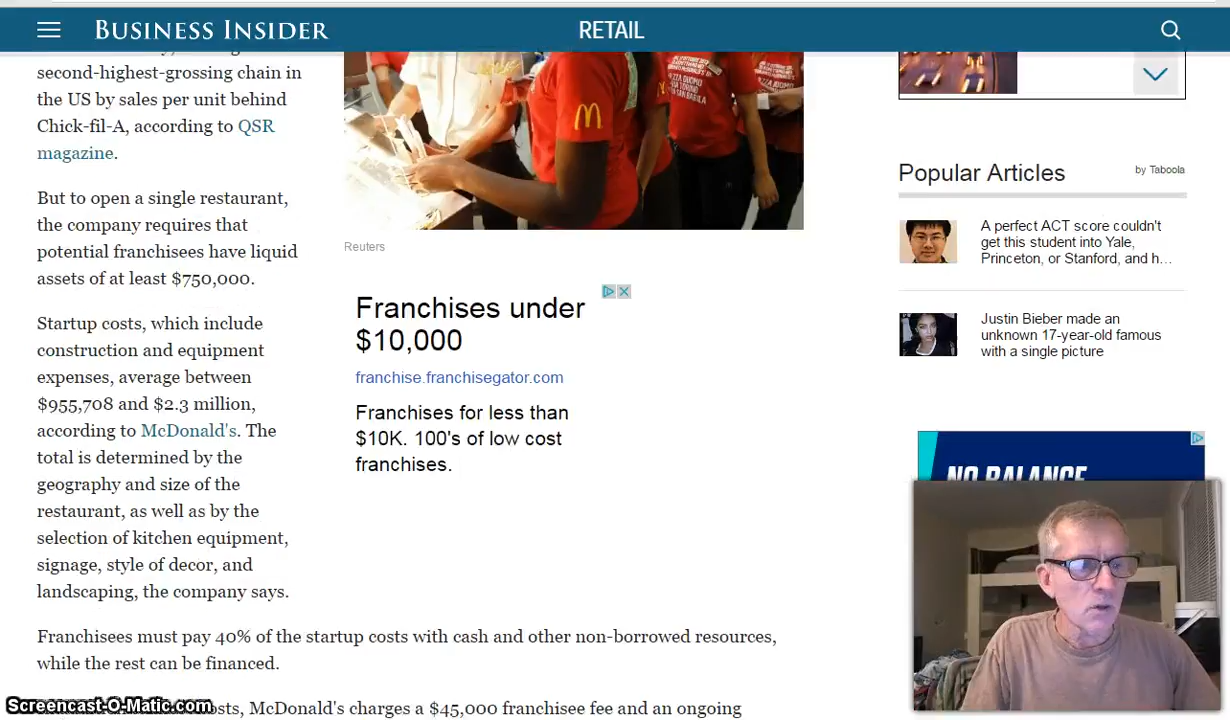 BUSINESS INSIDER
RETAIL
second-highest-grossing chain in
the US by sales per unit behind
Chick-fil-A, according to QSR
magazine.
But to open a single restaurant,
the company requires that
potential franchisees have liquid
assets of at least $750,000.
Startup costs, which include
construction and equipment
expenses, average between
$955,708 and $2.3 million,
according to McDonald's. The
total is determined by the
geography and size of the
restaurant, as well as by the
selection of kitchen equipment,
signage, style of decor, and
landscaping, the company says.
Franchisees must pay 40% of the startup costs with cash and other non-borrowed resources,
while the rest can be financed.
costs, McDonald's charges a $45,000 franchisee fee and an ongoing
Screencast-O-Matic.com
Reuters
Franchises under
$10,000
franchise.franchisegator.com
Franchises for less than
$10K. 100's of low cost
franchises.
Popular Articles
by Taboola
A perfect ACT score couldn't
get this student into Yale,
Princeton, or Stanford, and h...
Justin Bieber made an
unknown 17-year-old famous
with a single picture
NO BALANCE